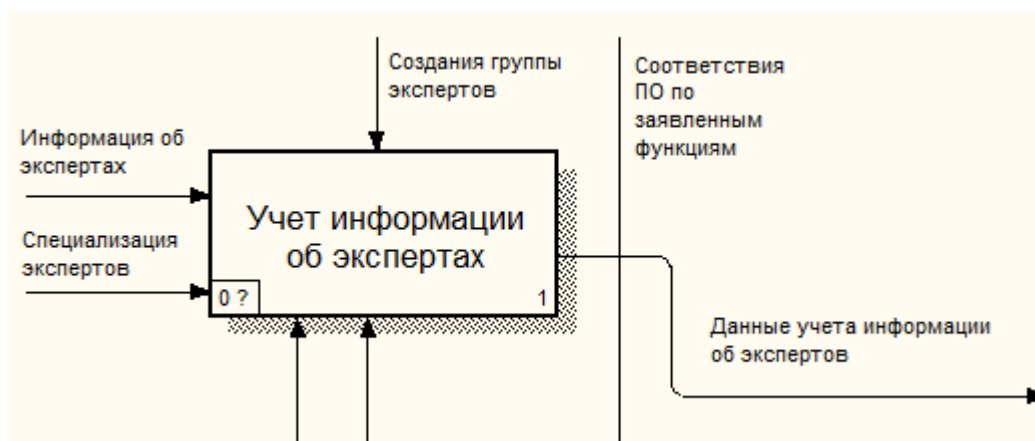 Создания группы
экспертов
Соответствия
ПО по
заявленным
функциям
Информация об
экспертах
Специализация
экспертов
Учет информации
об экспертах
0 ?
1
Данные учета информации
об экспертов